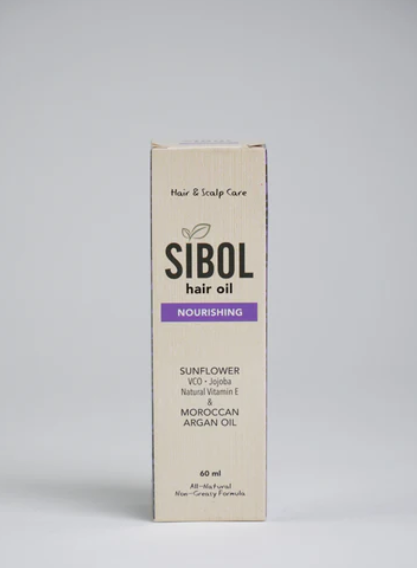 Hair & Scalp Care
SIBOL
hair oil
NOURISHING
SUNFLOWER
VCO • Jojoba
Natural Vitamin E
&
MOROCCAN
ARGAN OIL
60 ml
All-Natural
Non-Greasy Formula